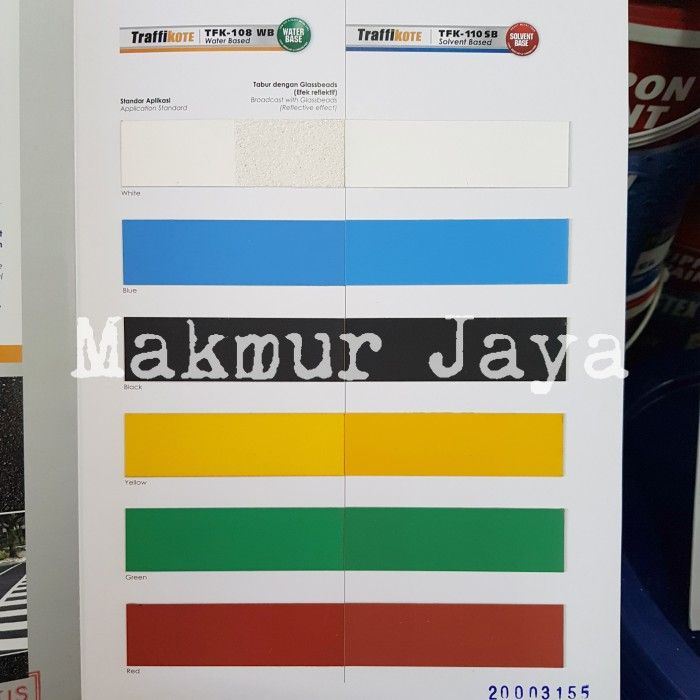 TraffiKOTE TFK-108 WB
Water Based
WATER BASE
TraffiKOTE TFK-110 SB
Solvent Based
SOLVENT BASE
Tabur dengan Glassbeads
(Efek reflektif)
Broadcast with Glassbeads
(Reflective effect)
Standar Aplikasi
Application Standard
White
Blue
Makmur Jaya
Black
Yellow
Green
Red
20003155